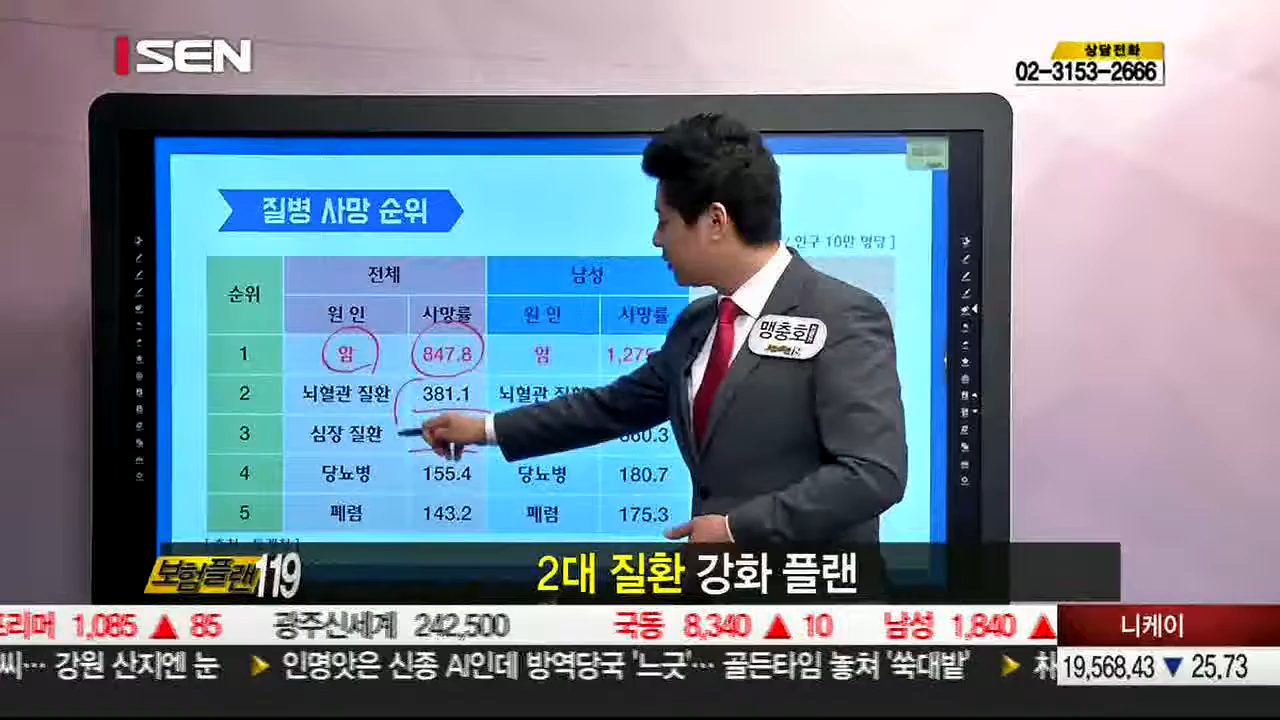 SEN
상담전화
02-3153-2666
질병 사망 순위
/ 인구 10만 명당 ]
순위 전체 남성
원 인 사망률 원 인 사망률
1 암 847.8 암
2 뇌혈관 질환 381.1 뇌혈관
3 심장 질환
4 당뇨병 155.4 당뇨병 180.7
5 폐렴 143.2 폐렴 175.3
맹충호
보험플랜119
2대 질환 강화 플랜
프리머 1,085 ▲ 85 광주신세계 242,500 국동 8,340 ▲ 10 남성 1,840 ▲
니케이
씨… 강원 산지엔 눈 ▶ 인명앗은 신종 AI인데 방역당국 '느긋'… 골든타임 놓쳐 '쑥대밭' ▶
19,568.43 ▼ 25.73